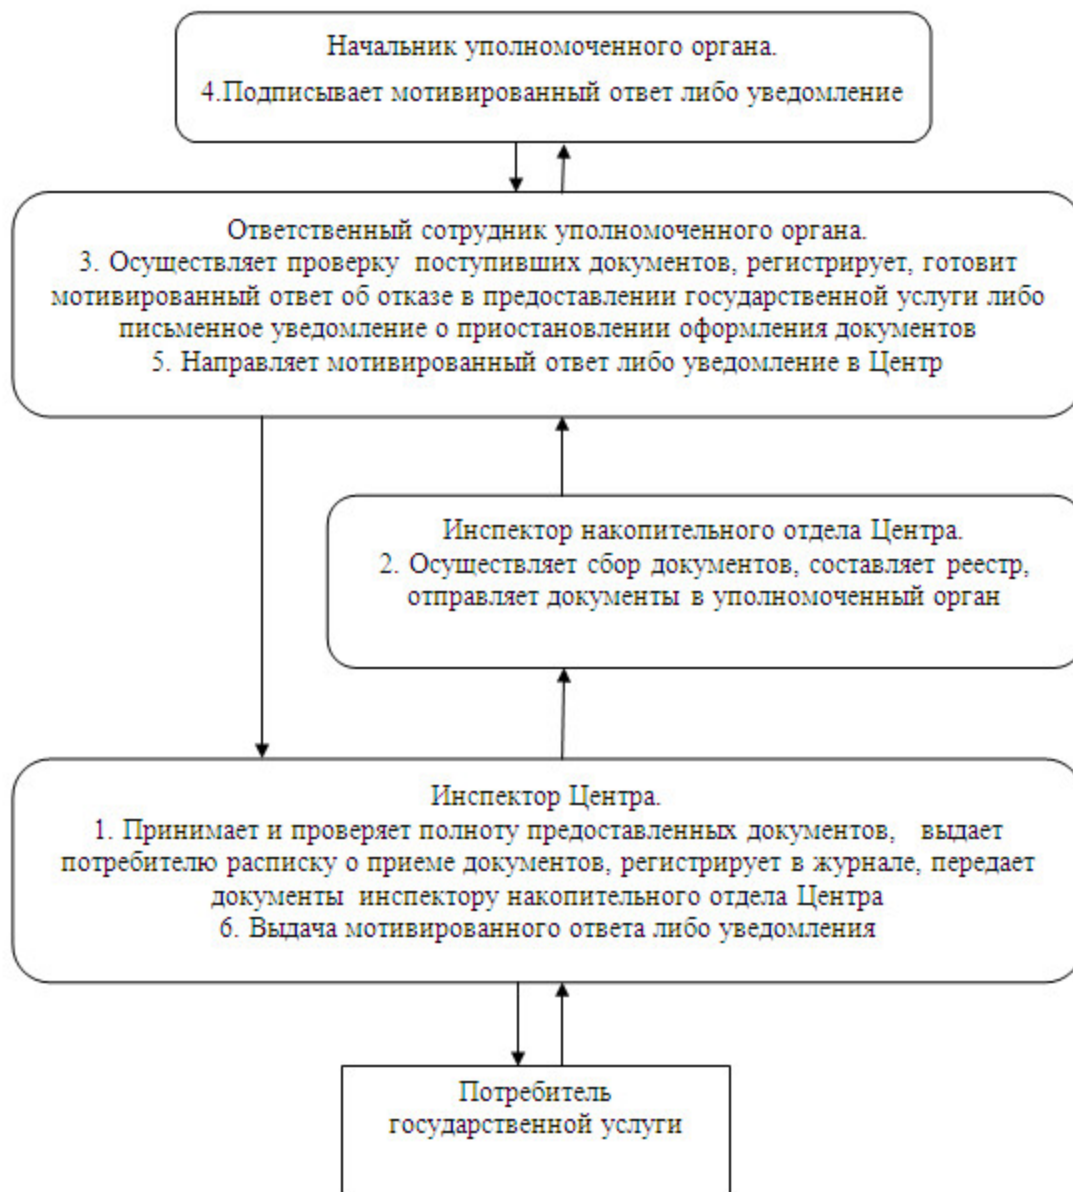 Начальник уполномоченного органа.
4.Подписывает мотивированный ответ либо уведомление
Ответственный сотрудник уполномоченного органа.
3. Осуществляет проверку поступивших документов, регистрирует, готовит
мотивированный ответ об отказе в предоставлении государственной услуги либо
письменное уведомление о приостановлении оформления документов
5. Направляет мотивированный ответ либо уведомление в Центр
Инспектор накопительного отдела Центра.
2. Осуществляет сбор документов, составляет реестр,
отправляет документы в уполномоченный орган
Инспектор Центра.
1. Принимает и проверяет полноту предоставленных документов, выдает
потребителю расписку о приеме документов, регистрирует в журнале, передает
документы инспектору накопительного отдела Центра
6. Выдача мотивированного ответа либо уведомления
Потребитель
государственной услуги